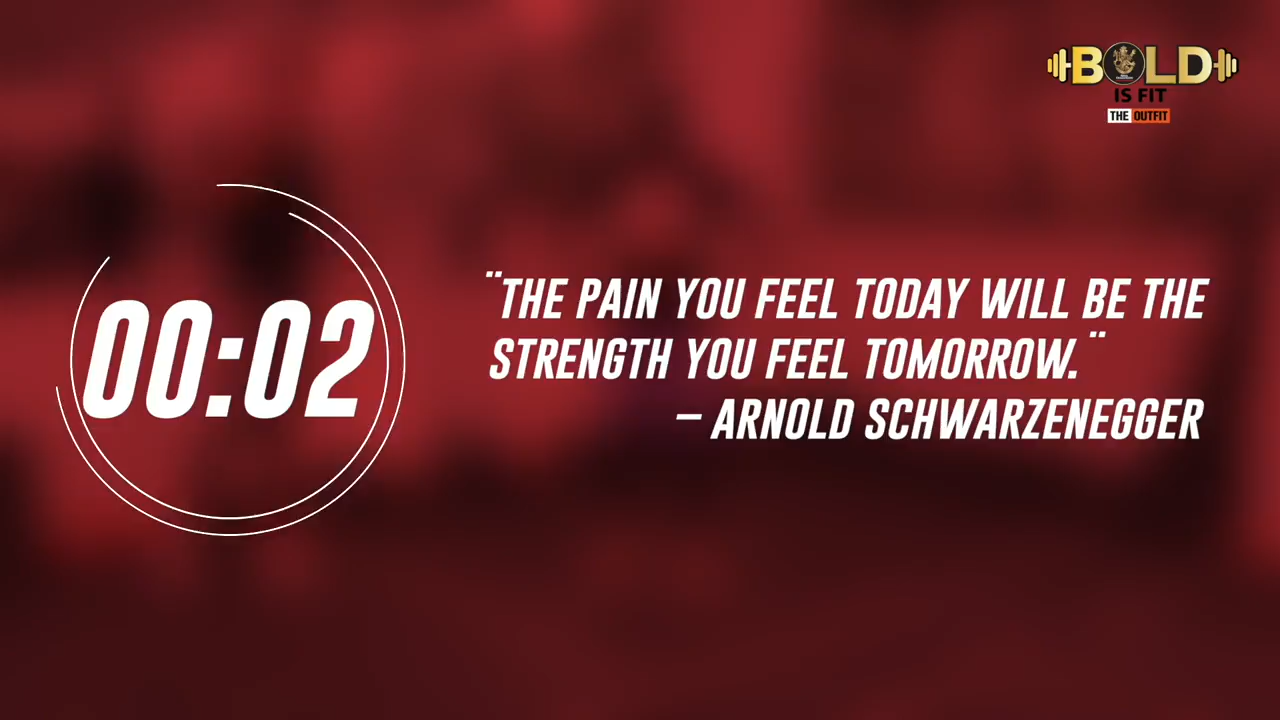 BOLD
IS FIT
THE OUTFIT
00:02
¨THE PAIN YOU FEEL TODAY WILL BE THE
STRENGTH YOU FEEL TOMORROW.¨
– ARNOLD SCHWARZENEGGER